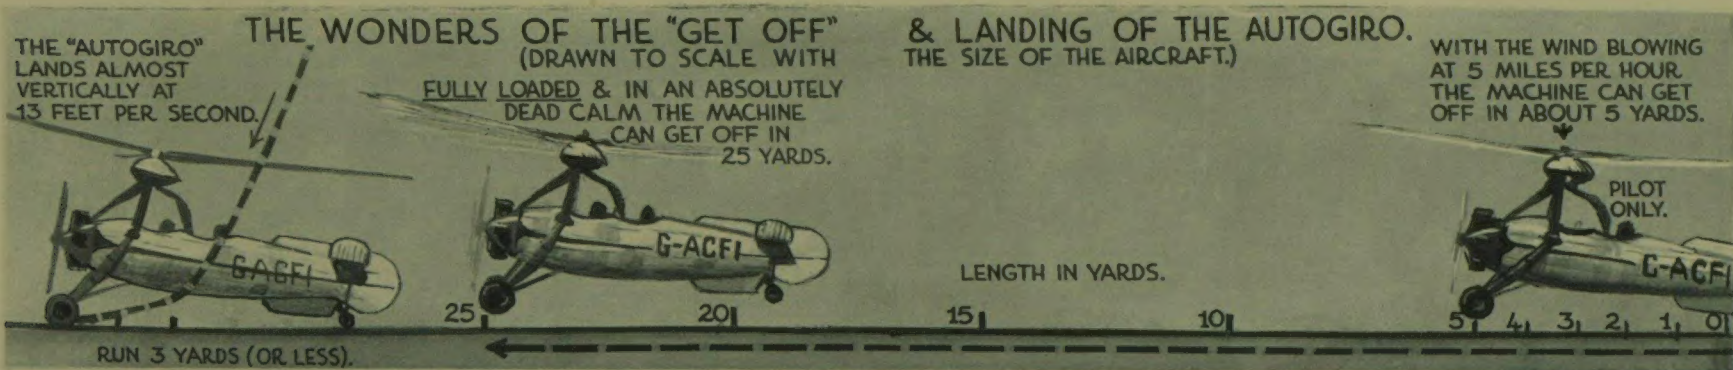 THE WONDERS OF THE "GET OFF" & LANDING OF THE AUTOGIRO.
(DRAWN TO SCALE WITH THE SIZE OF THE AIRCRAFT.)
THE "AUTOGIRO"
LANDS ALMOST
VERTICALLY AT
13 FEET PER SECOND.
FULLY LOADED & IN AN ABSOLUTELY
DEAD CALM THE MACHINE
CAN GET OFF IN
25 YARDS.
WITH THE WIND BLOWING
AT 5 MILES PER HOUR
THE MACHINE CAN GET
OFF IN ABOUT 5 YARDS.
PILOT
ONLY.
G-ACFI
G-ACFI
G-ACFI
LENGTH IN YARDS.
25 20 15 10 5 4 3 2 1 0
RUN 3 YARDS (OR LESS).